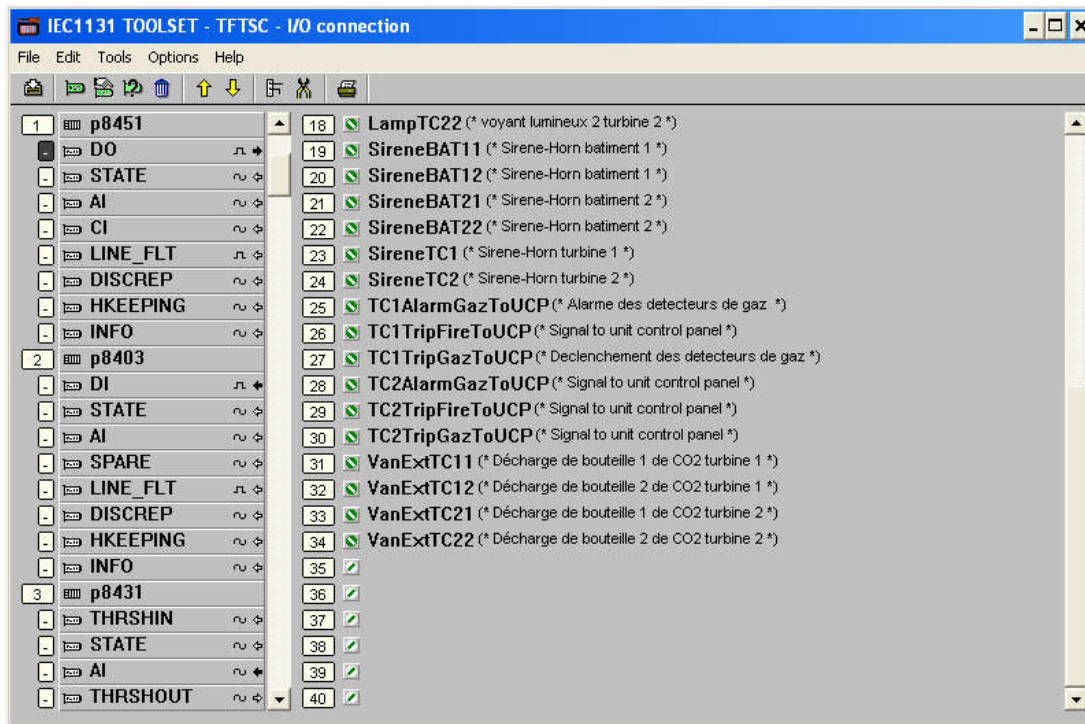 IEC1131 TOOLSET - TFTSC - I/O connection
File Edit Tools Options Help
1 p8451
- DO
- STATE
- AI
- CI
- LINE_FLT
- DISCREP
- HKEEPING
- INFO
2 p8403
- DI
- STATE
- AI
- SPARE
- LINE_FLT
- DISCREP
- HKEEPING
- INFO
3 p8431
- THRSHIN
- STATE
- AI
- THRSHOUT
18 LampTC22 (* voyant lumineux 2 turbine 2 *)
19 SireneBAT11 (* Sirene-Horn batiment 1 *)
20 SireneBAT12 (* Sirene-Horn batiment 1 *)
21 SireneBAT21 (* Sirene-Horn batiment 2 *)
22 SireneBAT22 (* Sirene-Horn batiment 2 *)
23 SireneTC1 (* Sirene-Horn turbine 1 *)
24 SireneTC2 (* Sirene-Horn turbine 2 *)
25 TC1AlarmGazToUCP (* Alarme des detecteurs de gaz *)
26 TC1TripFireToUCP (* Signal to unit control panel *)
27 TC1TripGazToUCP (* Declenchement des detecteurs de gaz *)
28 TC2AlarmGazToUCP (* Signal to unit control panel *)
29 TC2TripFireToUCP (* Signal to unit control panel *)
30 TC2TripGazToUCP (* Signal to unit control panel *)
31 VanExtTC11 (* Décharge de bouteille 1 de CO2 turbine 1 *)
32 VanExtTC12 (* Décharge de bouteille 2 de CO2 turbine 1 *)
33 VanExtTC21 (* Décharge de bouteille 1 de CO2 turbine 2 *)
34 VanExtTC22 (* Décharge de bouteille 2 de CO2 turbine 2 *)
35
36
37
38
39
40